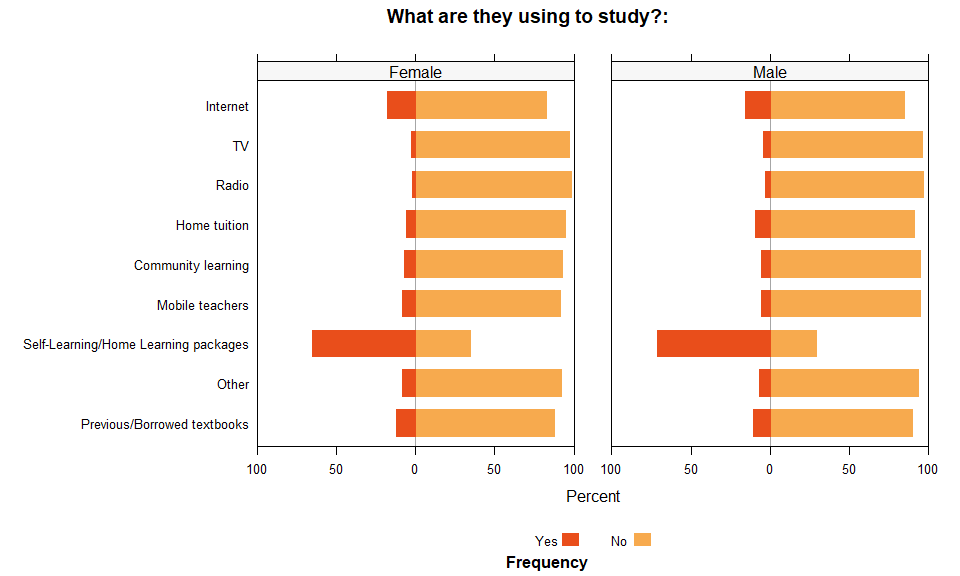 What are they using to study?:
Female
Male
Internet
TV
Radio
Home tuition
Community learning
Mobile teachers
Self-Learning/Home Learning packages
Other
Previous/Borrowed textbooks
100 50 0 50 100
100 50 0 50 100
Percent
Yes No
Frequency